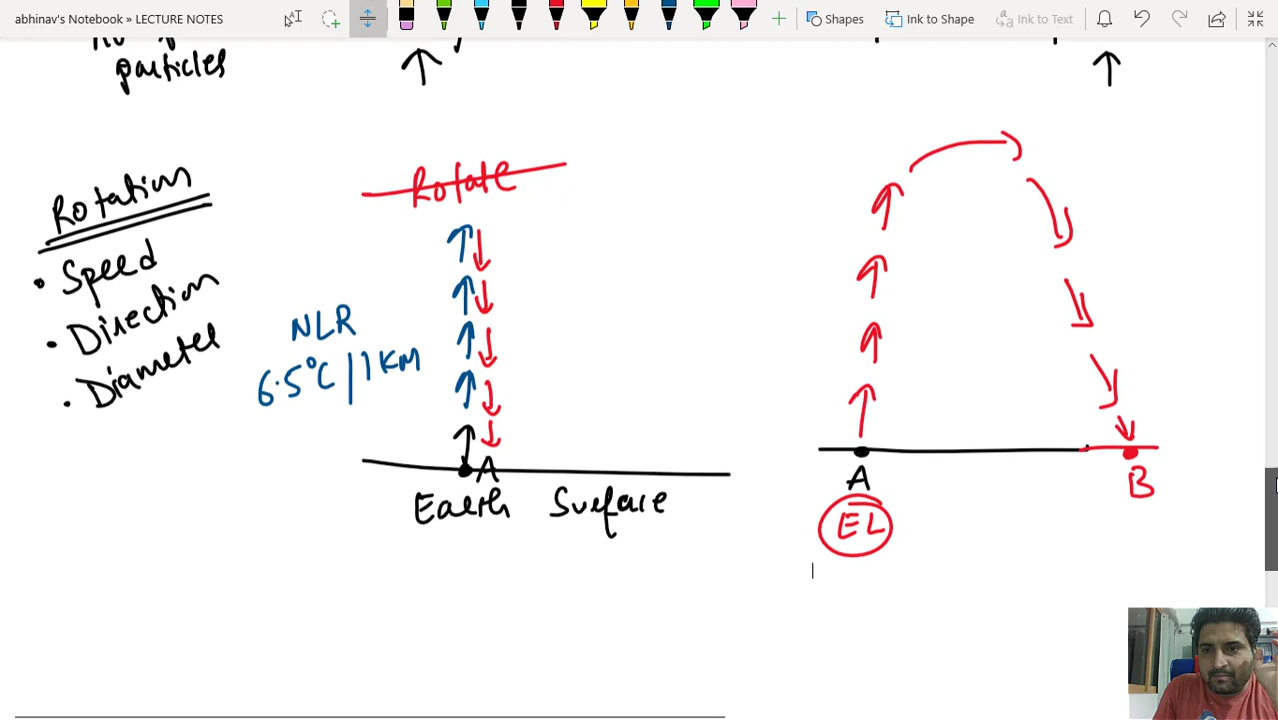 abhinav's Notebook » LECTURE NOTES
Shapes
Ink to Shape
Ink to Text
particles
Rotation
• Speed
• Direction
• Diameter
Rotate
NLR
6.5°C/1KM
A
Earth Surface
A
EL
B